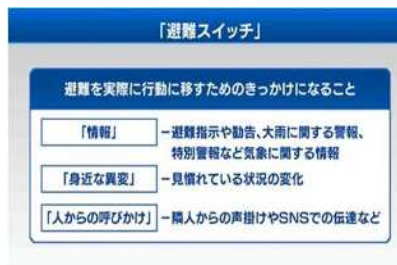 「避難スイッチ」
避難を実際に行動に移すためのきっかけになること
「情報」 －避難指示や勧告、大雨に関する警報、
特別警報など気象に関する情報
「身近な異変」 －見慣れている状況の変化
「人からの呼びかけ」 －隣人からの声掛けやSNSでの伝達など